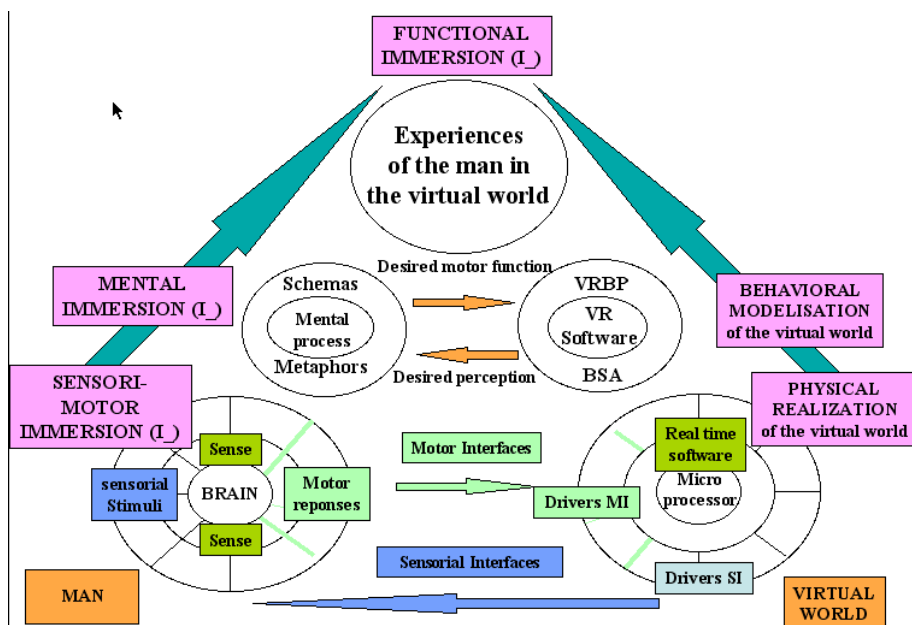 FUNCTIONAL
IMMERSION (I_)
Experiences
of the man in
the virtual world
MENTAL
IMMERSION (I_)
Schemas
Mental
process
Metaphors
Desired motor function
Desired perception
VRBP
VR
Software
BSA
BEHAVIORAL
MODELISATION
of the virtual world
SENSORI-
MOTOR
IMMERSION (I_)
PHYSICAL
REALIZATION
of the virtual world
sensorial
Stimuli
Sense
BRAIN
Sense
Motor
reponses
Motor Interfaces
Real time
software
Micro
processor
Drivers MI
Sensorial Interfaces
Drivers SI
MAN
VIRTUAL
WORLD